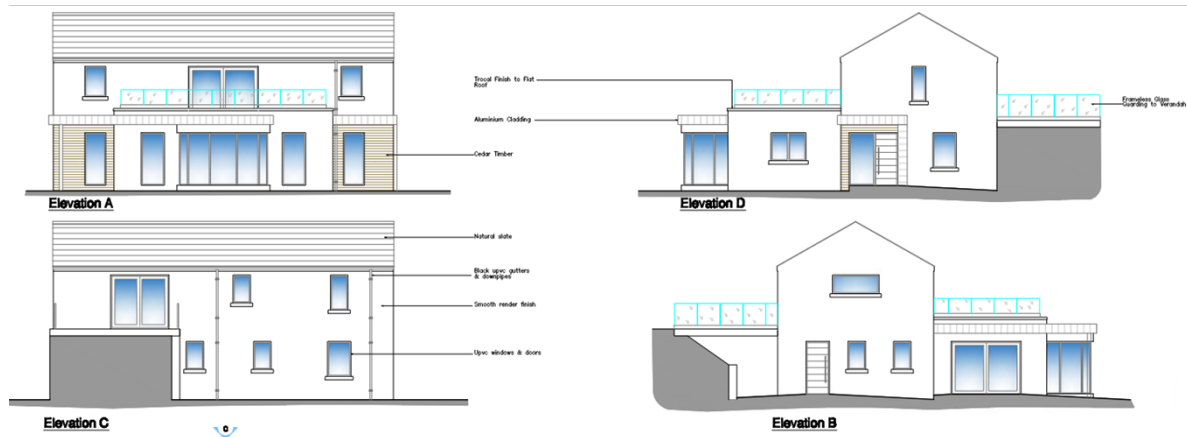 Trocal Finish to Flat
Roof
Aluminium Cladding
Cedar Timber
Elevation A
Frameless Glass
Guarding to Verandah
Elevation D
Natural slate
Black upvc gutters
& downpipes
Smooth render finish
Upvc windows & doors
Elevation C
C
Elevation B